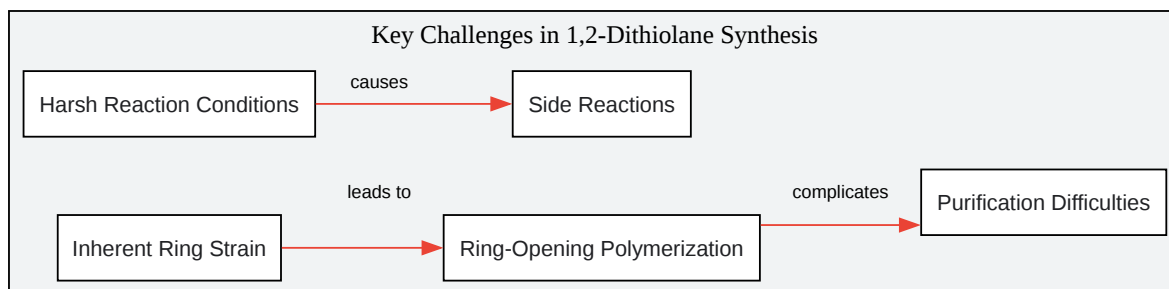 Key Challenges in 1,2-Dithiolane Synthesis
Harsh Reaction Conditions
causes
Side Reactions
Inherent Ring Strain
leads to
Ring-Opening Polymerization
complicates
Purification Difficulties